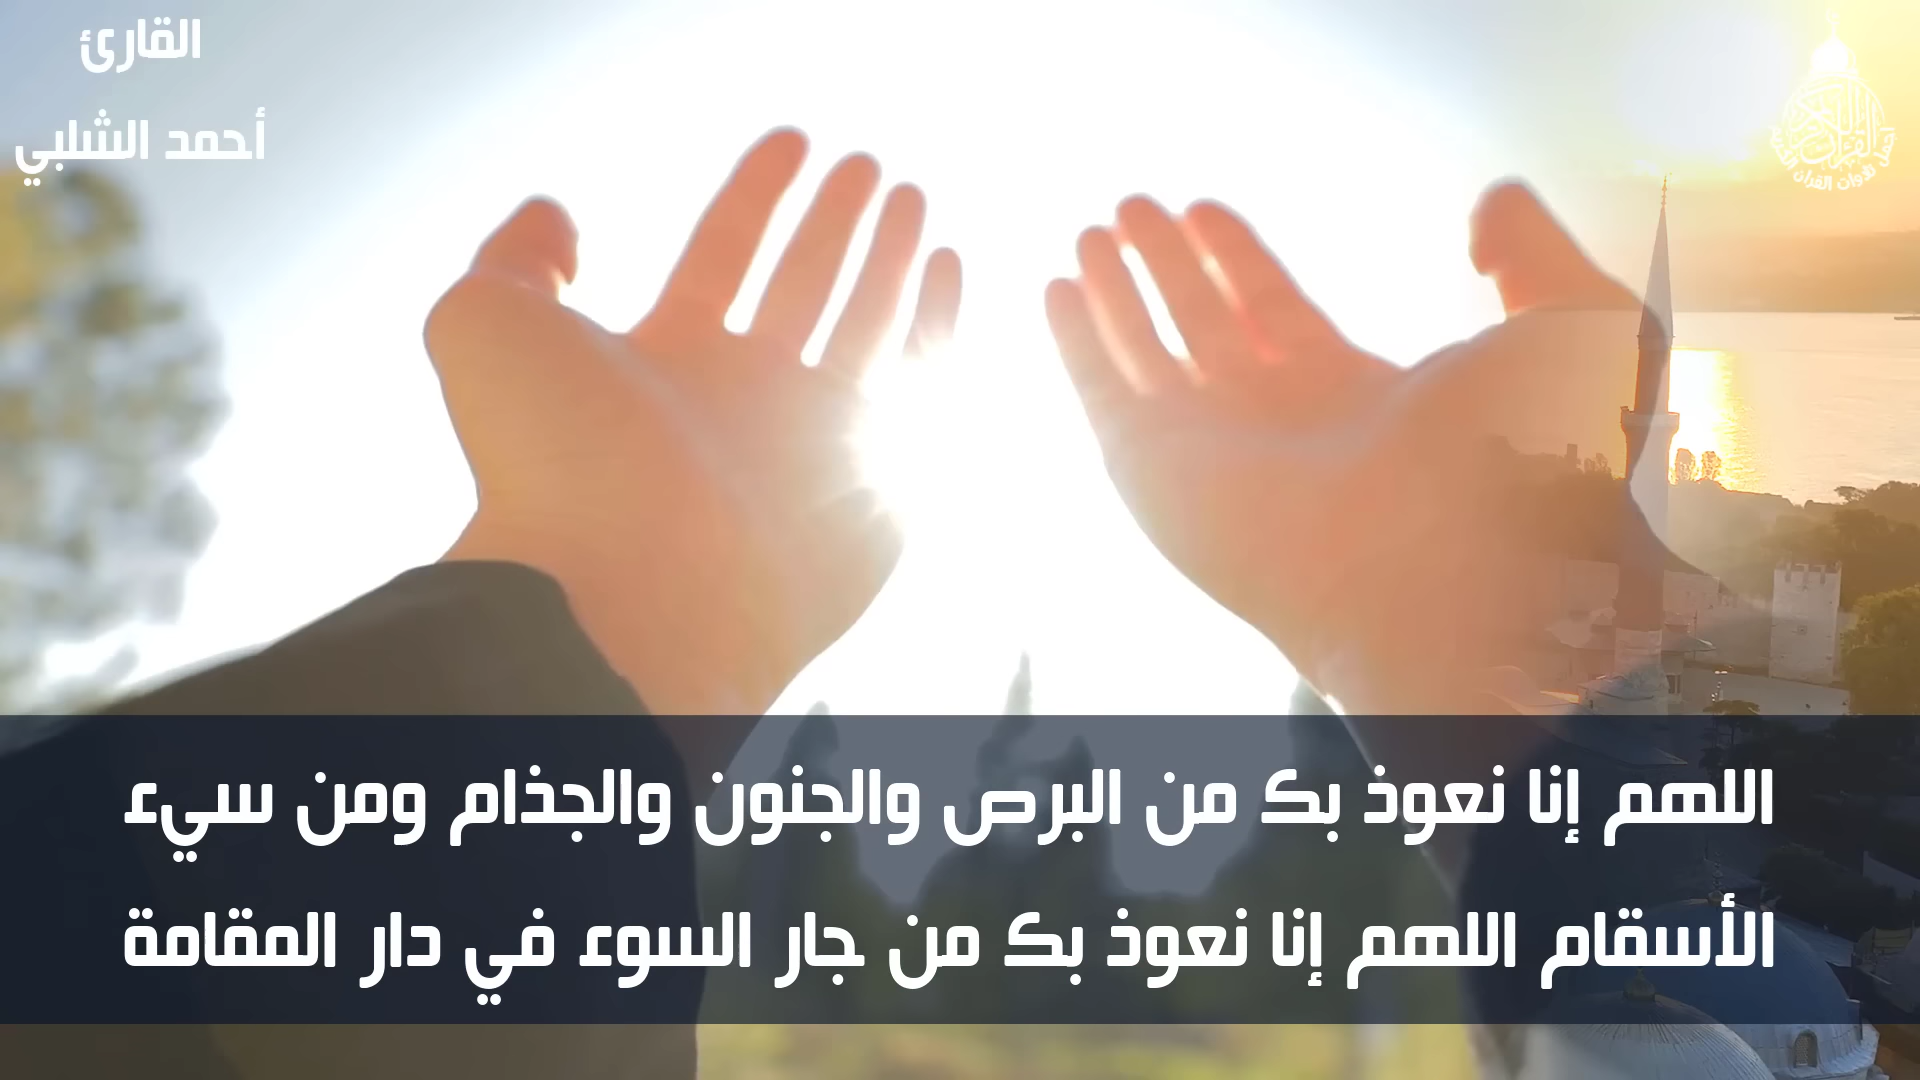 القارئ
أحمد الشلبي
اللهم إنا نعوذ بك من البرص والجنون والجذام ومن سيء
الأسقام اللهم إنا نعوذ بك من جار السوء في دار المقامة